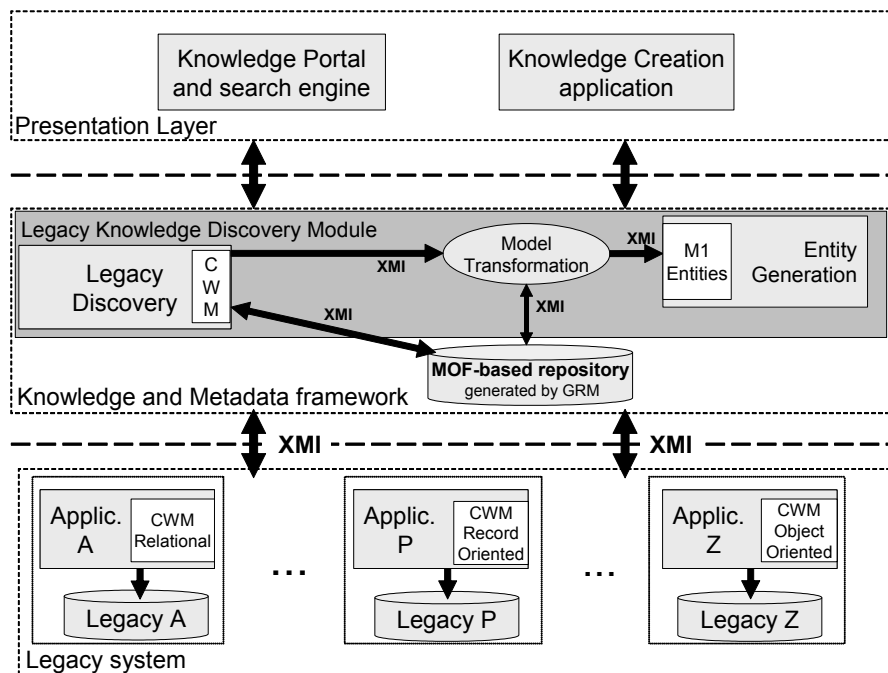 Knowledge Portal
and search engine
Knowledge Creation
application
Presentation Layer
Legacy Knowledge Discovery Module
Legacy
Discovery
C
W
M
XMI
Model
Transformation
XMI
M1
Entities
Entity
Generation
XMI
XMI
MOF-based repository
generated by GRM
Knowledge and Metadata framework
XMI
XMI
Applic.
A
CWM
Relational
Legacy A
...
Applic.
P
CWM
Record
Oriented
Legacy P
...
Applic.
Z
CWM
Object
Oriented
Legacy Z
Legacy system